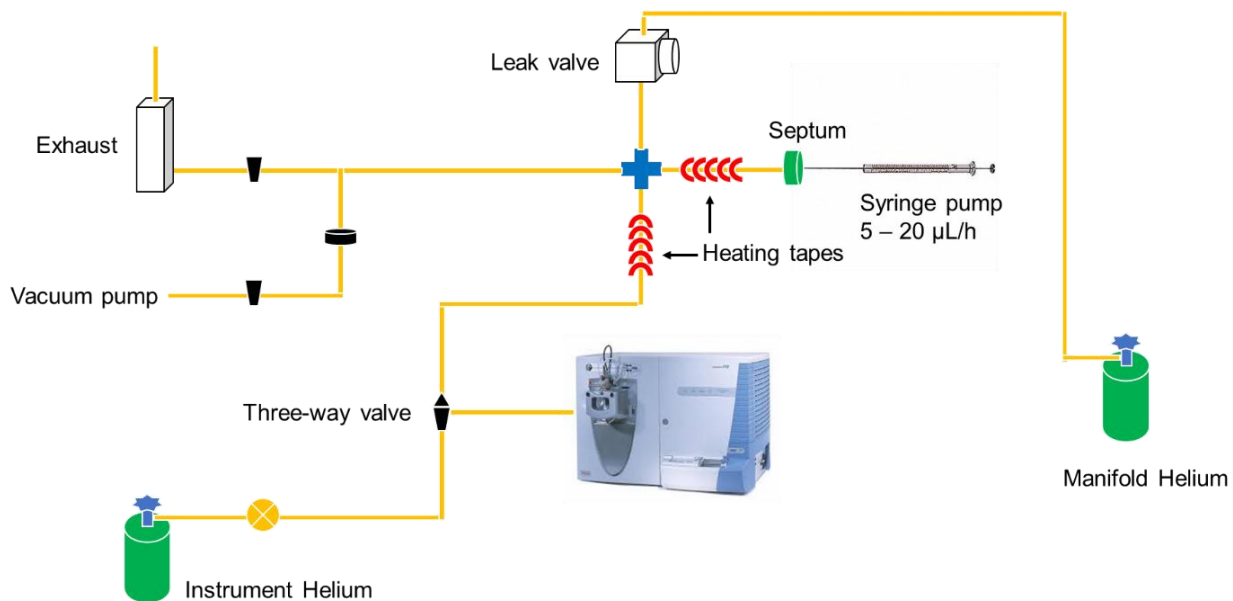 Leak valve
Exhaust
Septum
Syringe pump
5 – 20 µL/h
Heating tapes
Vacuum pump
Three-way valve
Manifold Helium
Instrument Helium